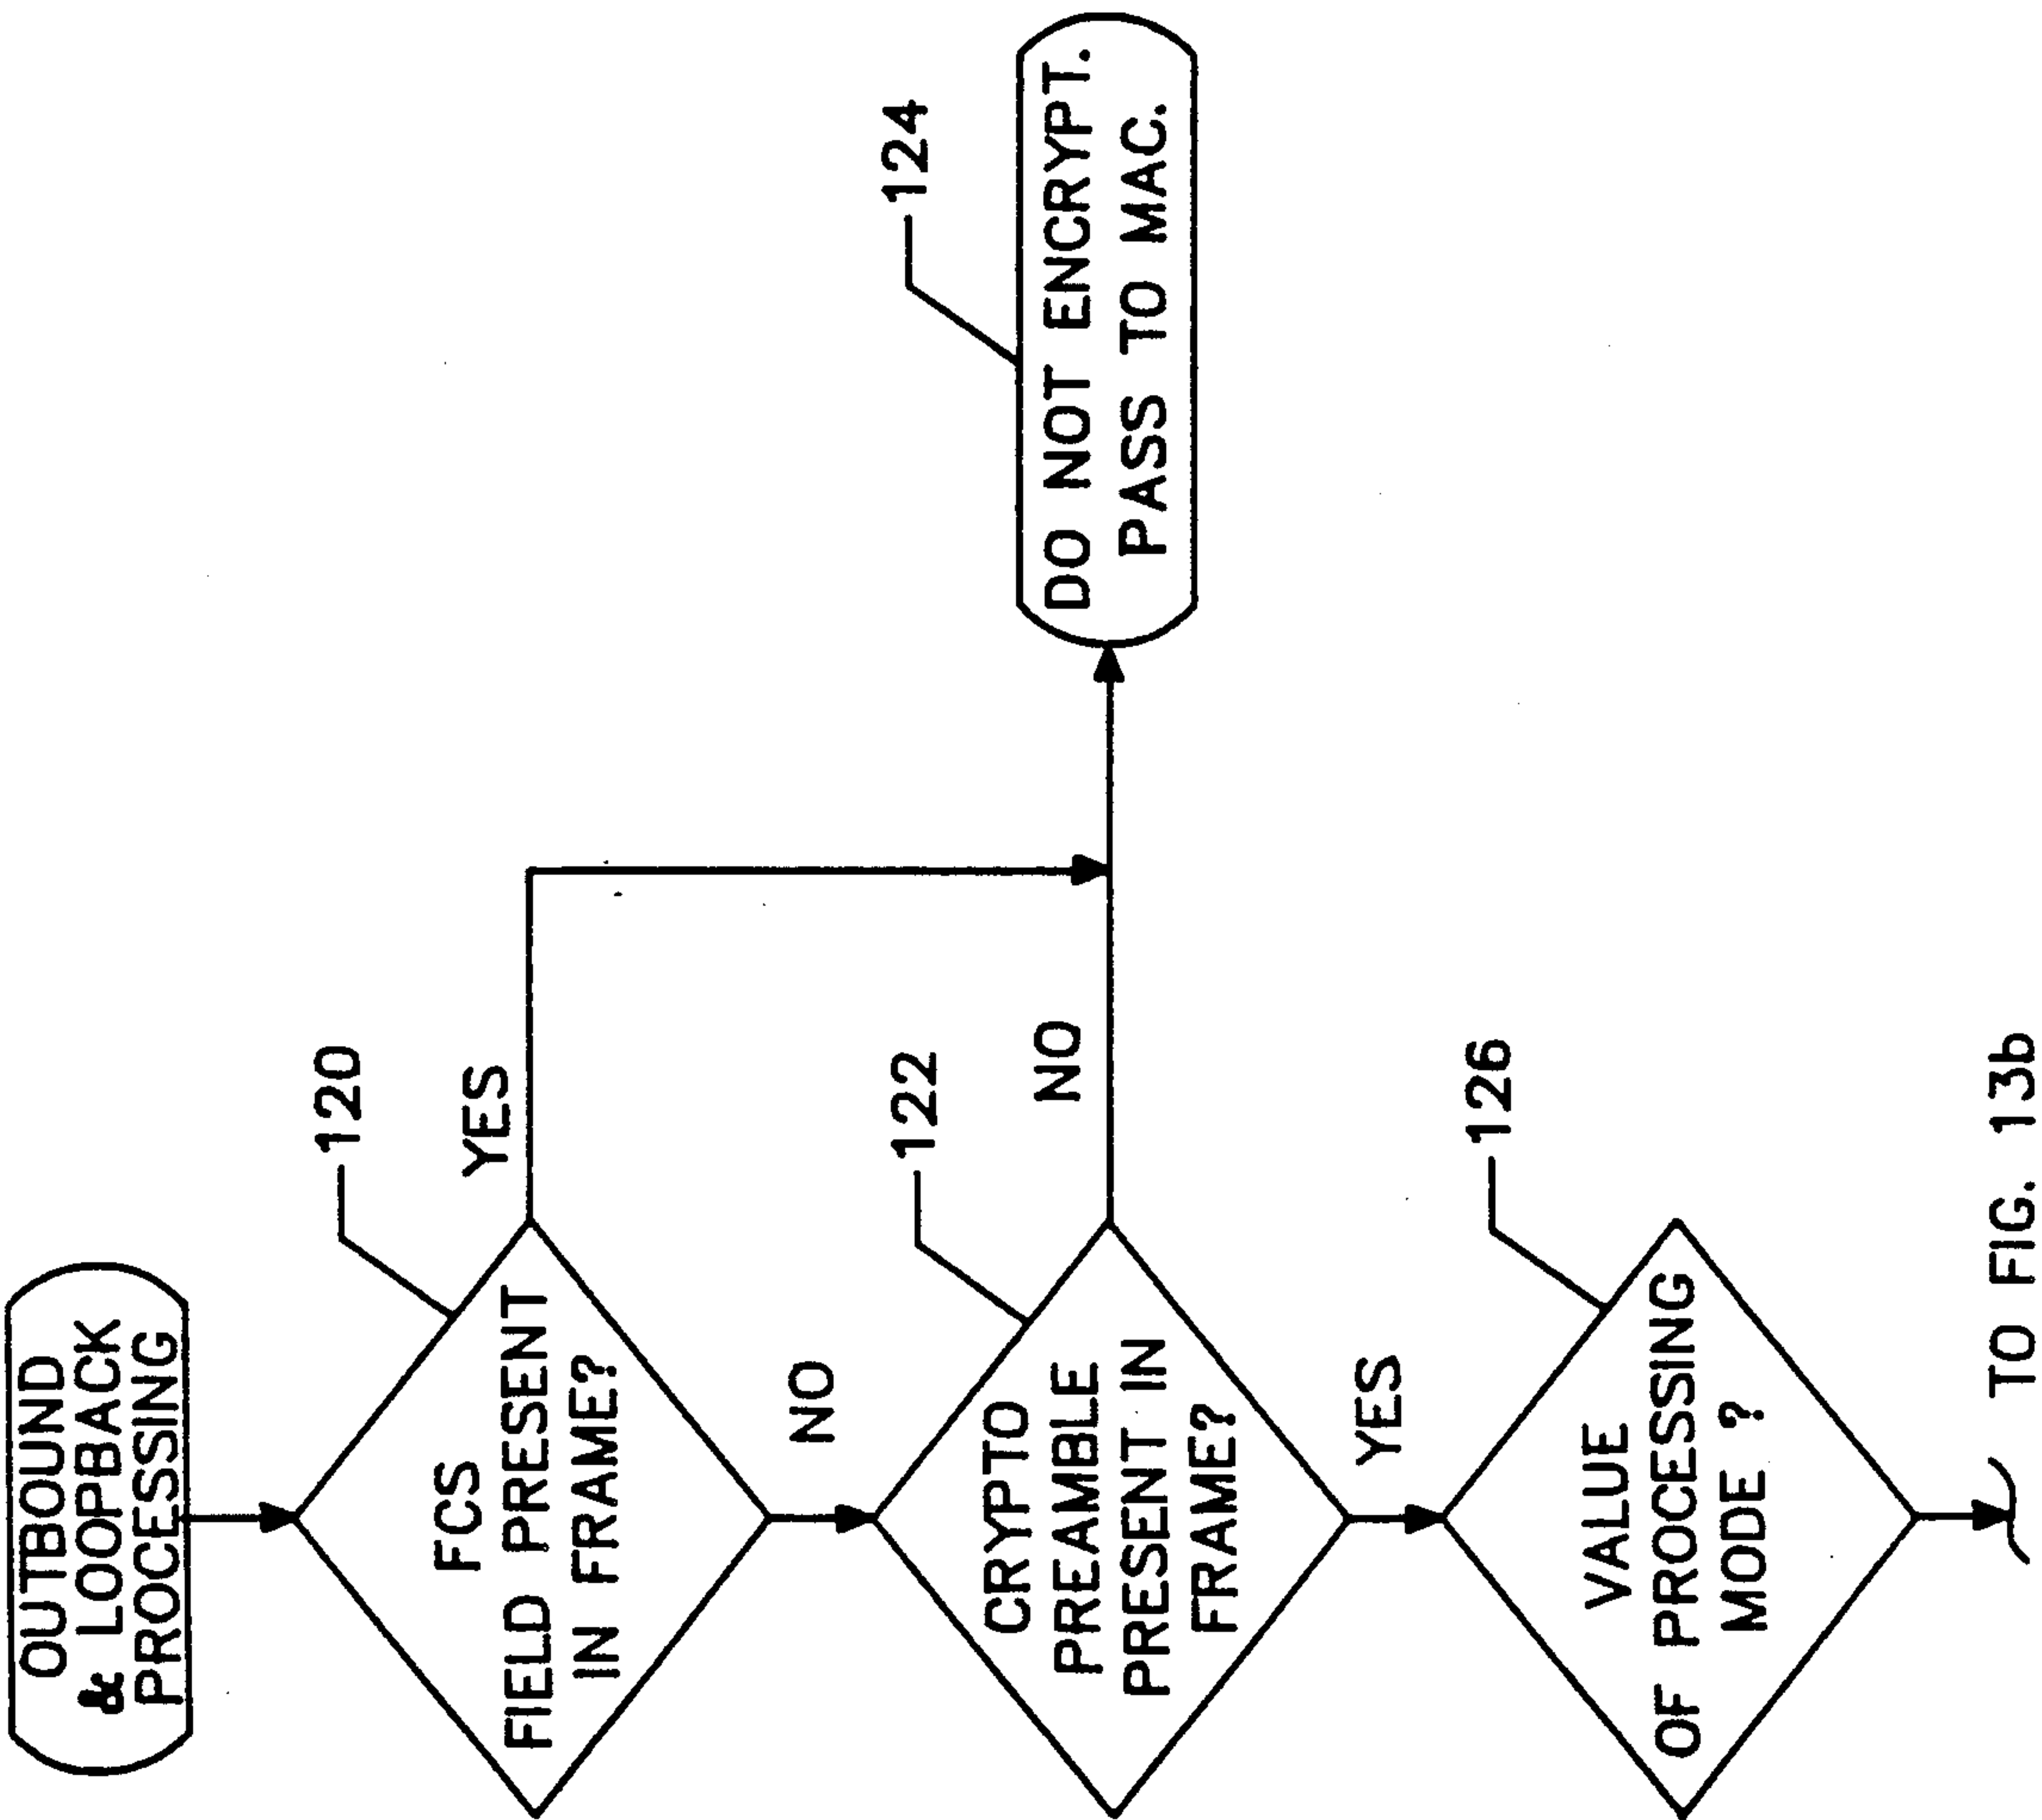 OUTBOUND
& LOOPBACK
PROCESSING
120
FCS
FIELD PRESENT
IN FRAME?
YES
NO
122
CRYPTO
PREAMBLE
PRESENT IN
FRAME?
NO
124
DO NOT ENCRYPT.
PASS TO MAC.
YES
126
VALUE
OF PROCESSING
MODE ?
TO FIG. 13b